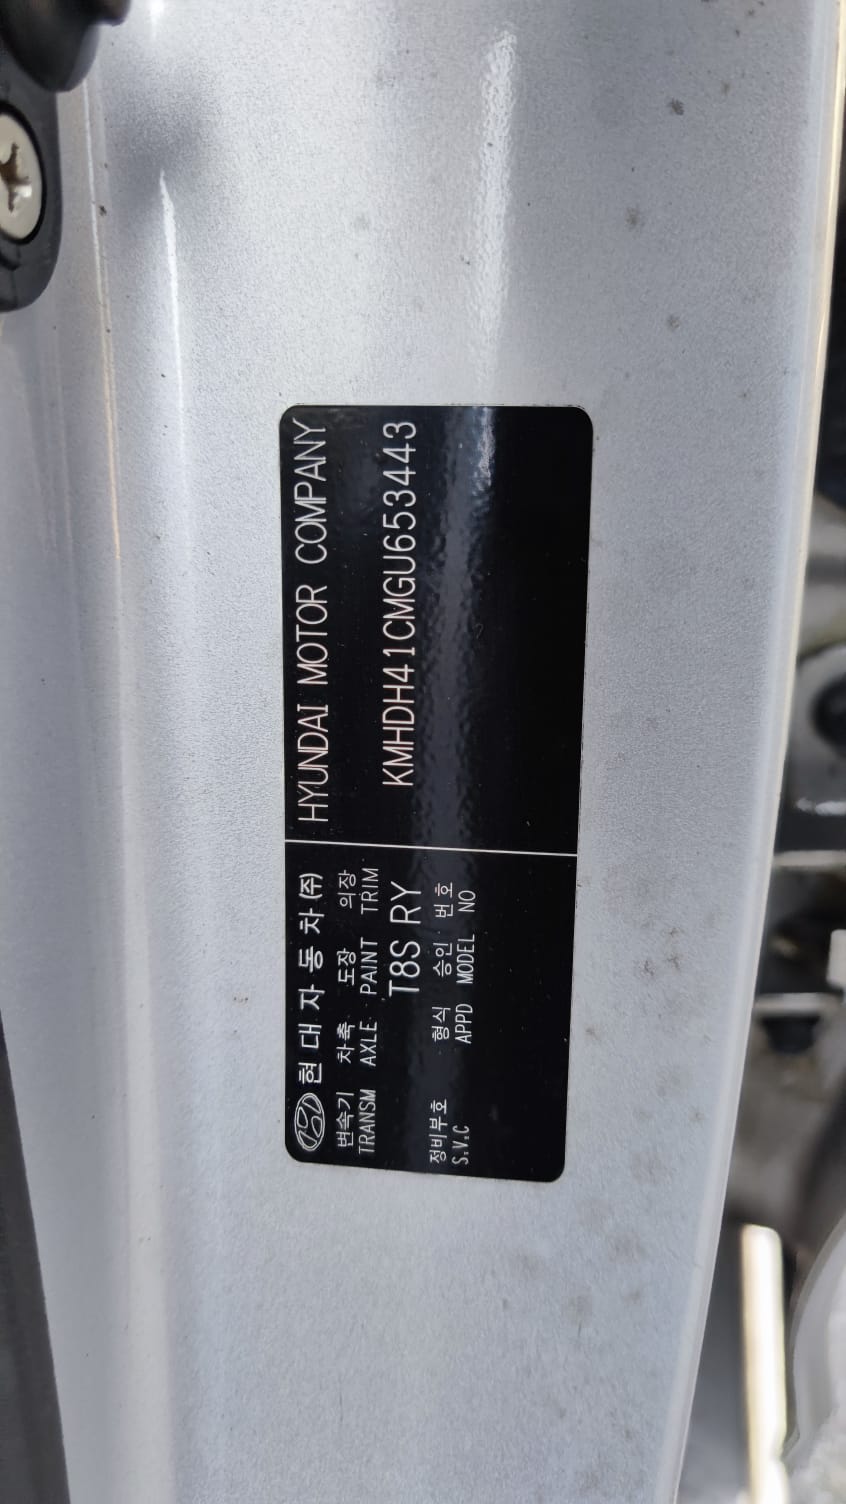 현대자동차(주)
변속기 차축 도장 의장
TRANSM AXLE PAINT TRIM
T8S RY
정비부호 형식 승인 번호
S.V.C APPD MODEL NO
HYUNDAI MOTOR COMPANY
KMHDH41CMGU653443